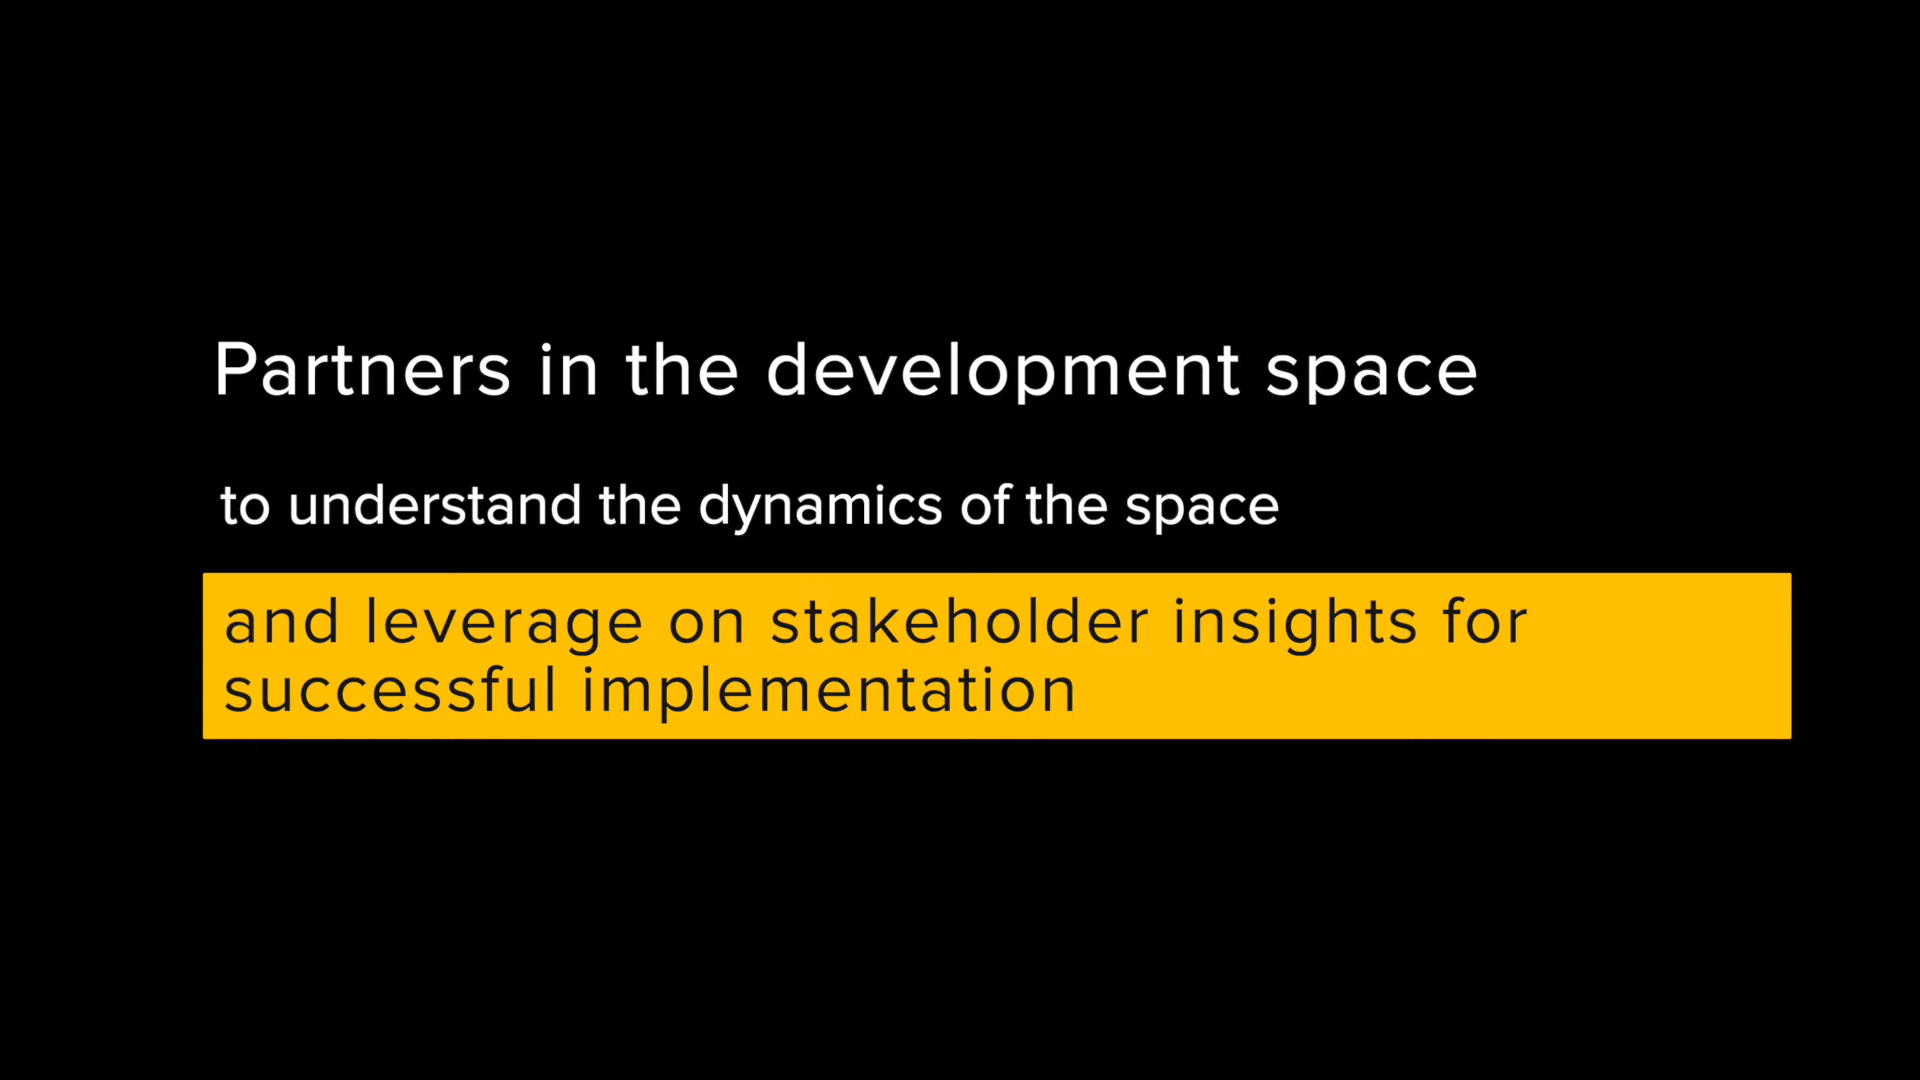 Partners in the development space
to understand the dynamics of the space
and leverage on stakeholder insights for
successful implementation